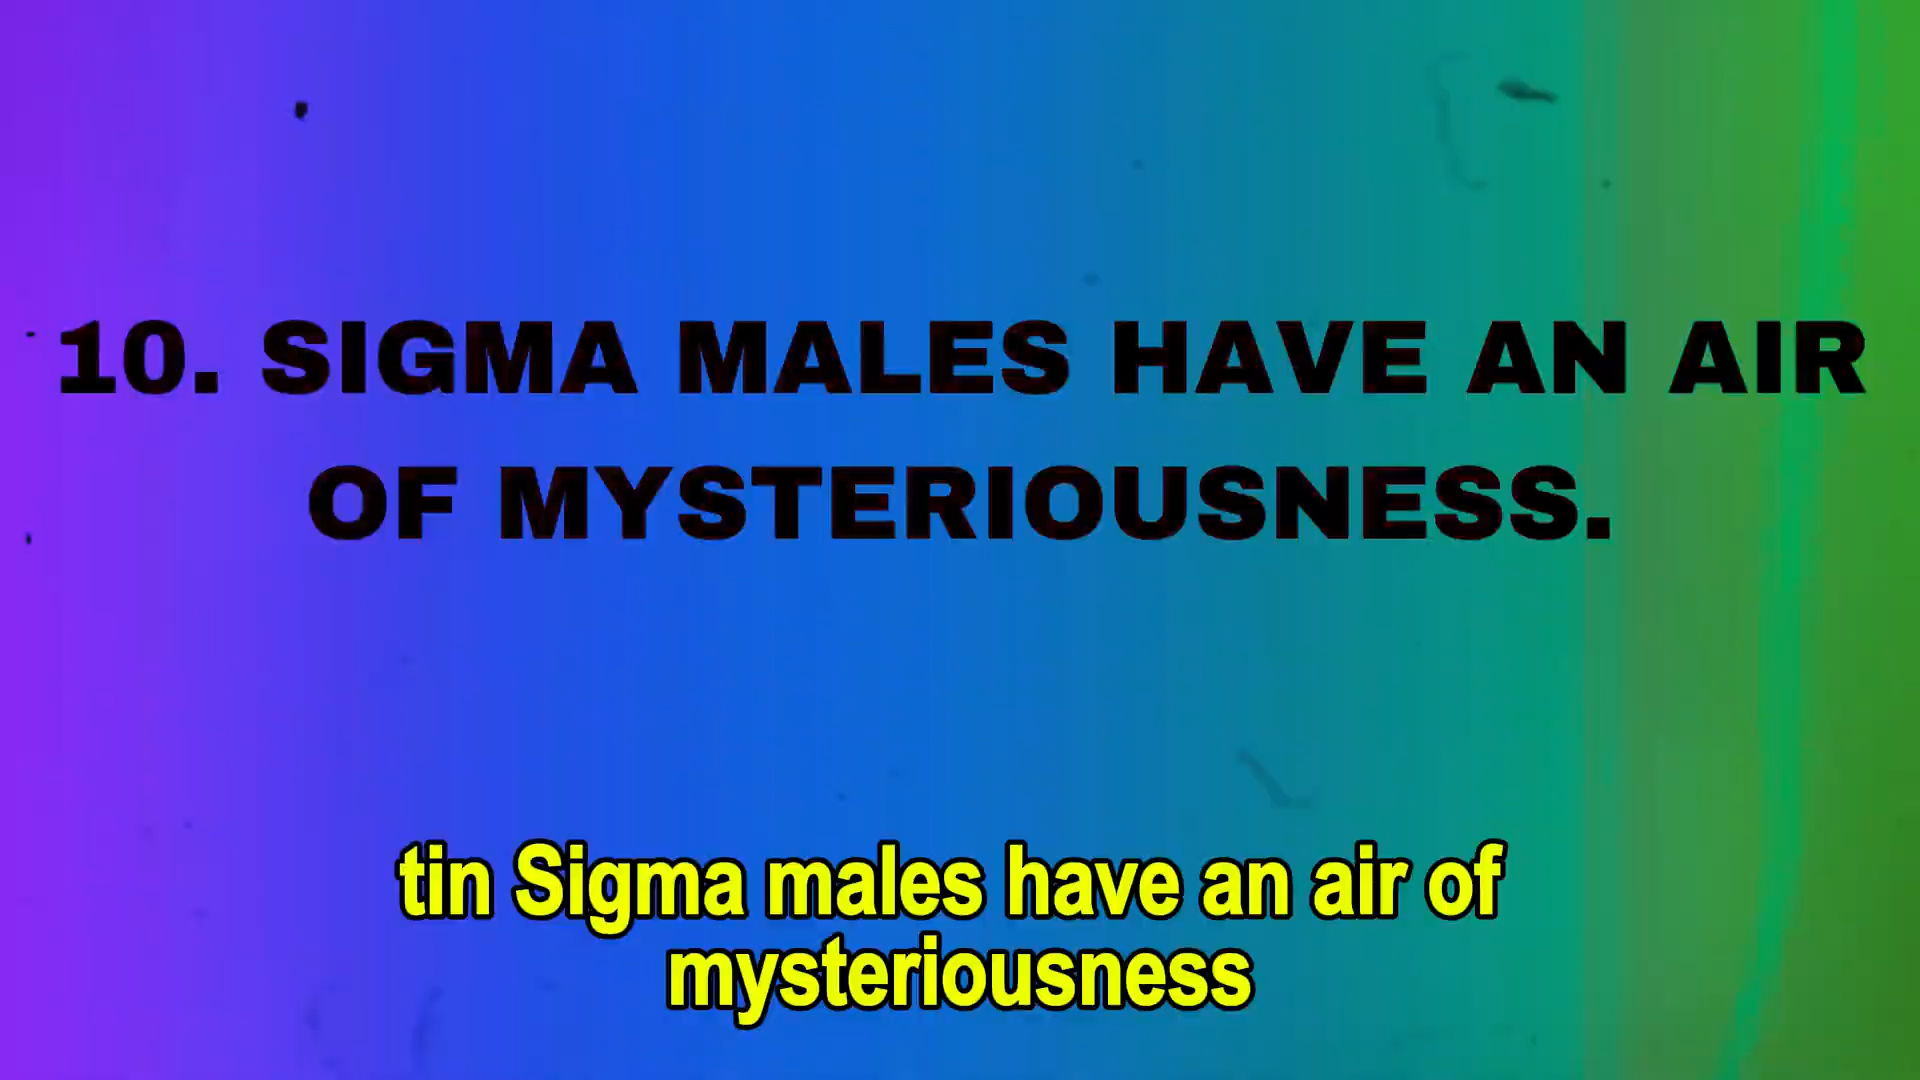 10. SIGMA MALES HAVE AN AIR
OF MYSTERIOUSNESS.
tin Sigma males have an air of
mysteriousness